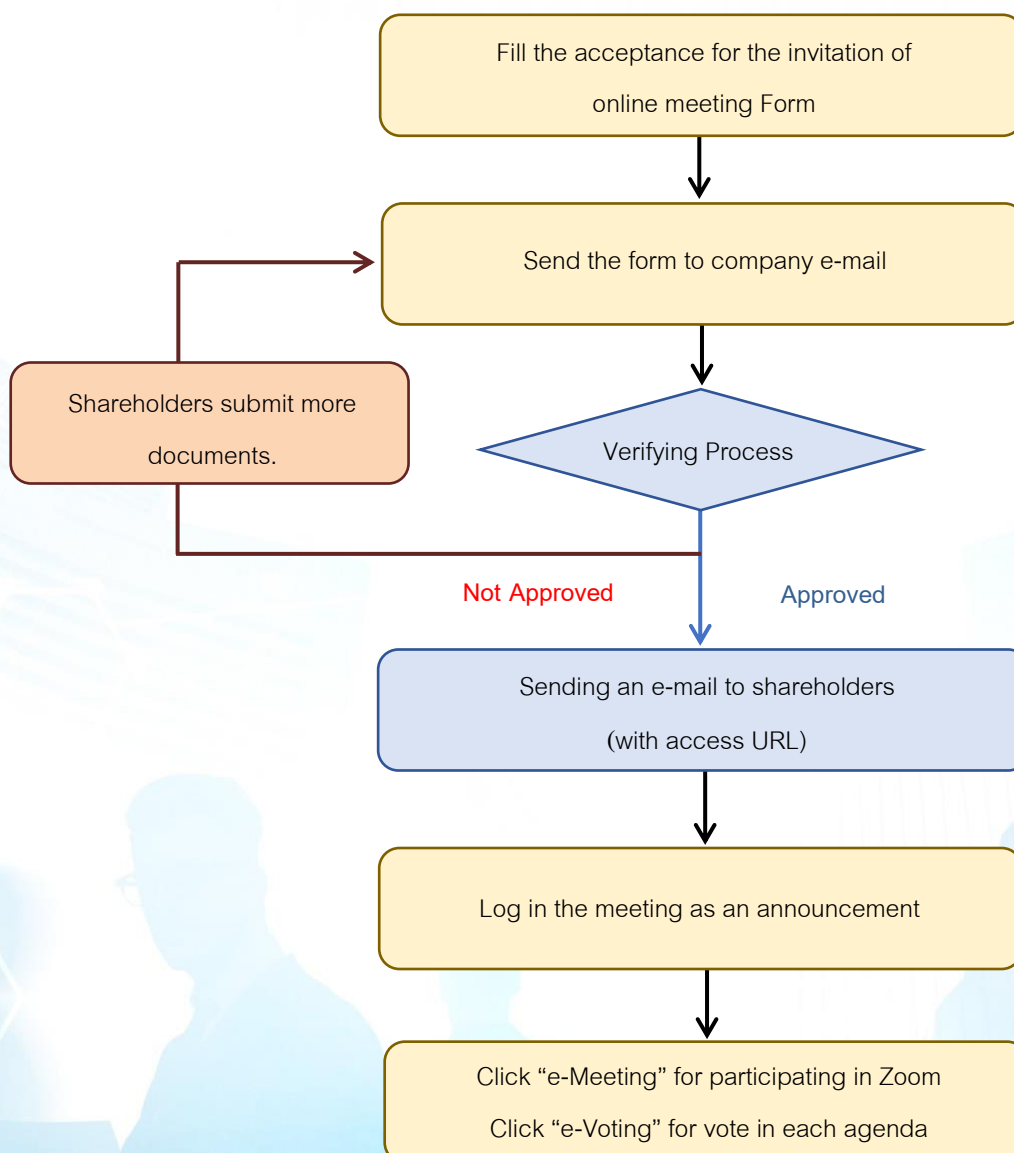 Fill the acceptance for the invitation of
online meeting Form
Send the form to company e-mail
Shareholders submit more
documents.
Verifying Process
Not Approved
Approved
Sending an e-mail to shareholders
(with access URL)
Log in the meeting as an announcement
Click “e-Meeting” for participating in Zoom
Click “e-Voting” for vote in each agenda